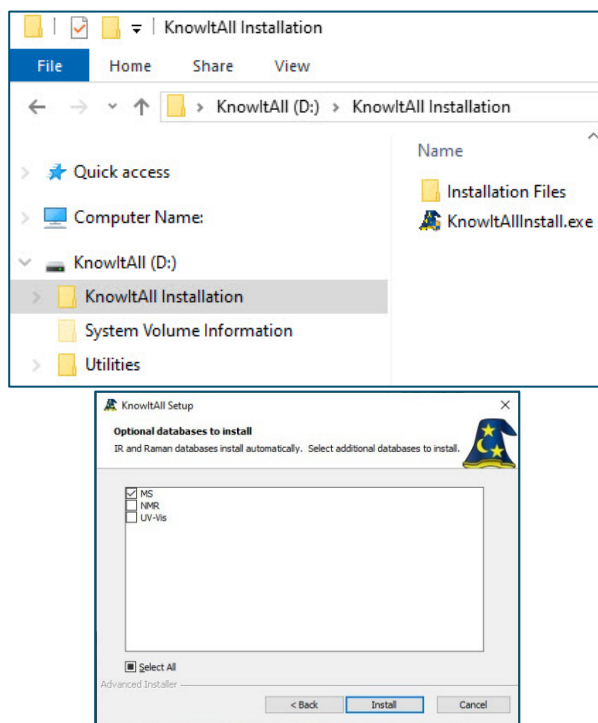 KnowItAll Installation
File Home Share View
KnowItAll (D:) > KnowItAll Installation
Name
Quick access
Installation Files
Computer Name:
KnowItAllInstall.exe
KnowItAll (D:)
KnowItAll Installation
System Volume Information
Utilities
KnowItAll Setup
Optional databases to install
IR and Raman databases install automatically. Select additional databases to install.
MS
NMR
UV-Vis
Select All
Advanced Installer
< Back Install Cancel